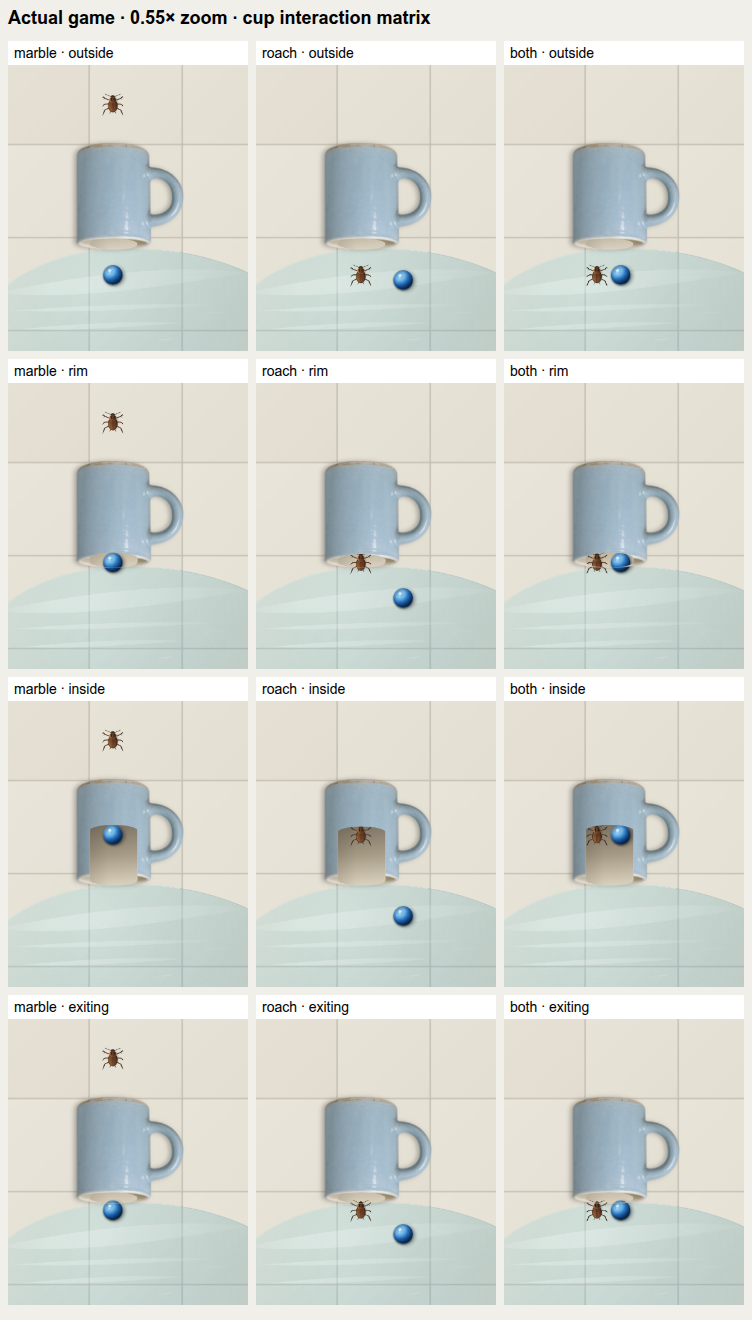 Actual game · 0.55× zoom · cup interaction matrix
marble · outside
roach · outside
both · outside
marble · rim
roach · rim
both · rim
marble · inside
roach · inside
both · inside
marble · exiting
roach · exiting
both · exiting